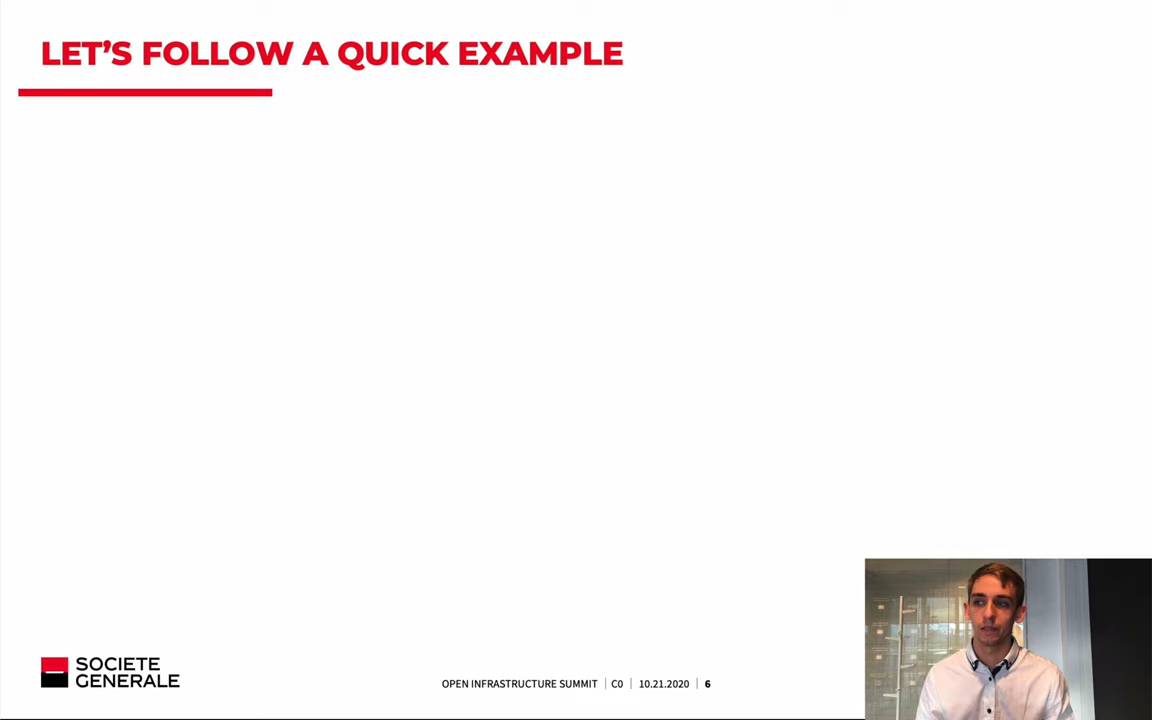 LET’S FOLLOW A QUICK EXAMPLE
SOCIETE
GENERALE
OPEN INFRASTRUCTURE SUMMIT | C0 | 10.21.2020 | 6